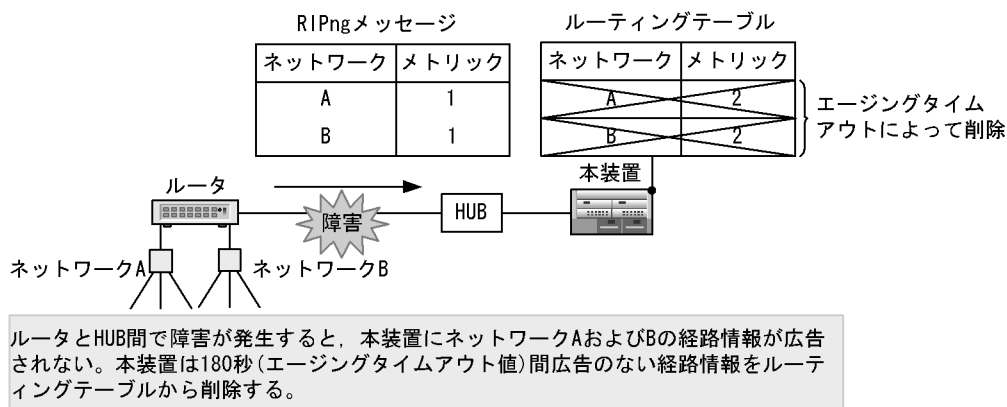 RIPngメッセージ
ルーティングテーブル
ネットワーク メトリック
A 1
B 1
ネットワーク メトリック
A 2
B 2
エージングタイム
アウトによって削除
本装置
ルータ
障害
HUB
ネットワークA
ネットワークB
ルータとHUB間で障害が発生すると，本装置にネットワークAおよびBの経路情報が広告
されない。本装置は180秒(エージングタイムアウト値)間広告のない経路情報をルーテ
ィングテーブルから削除する。